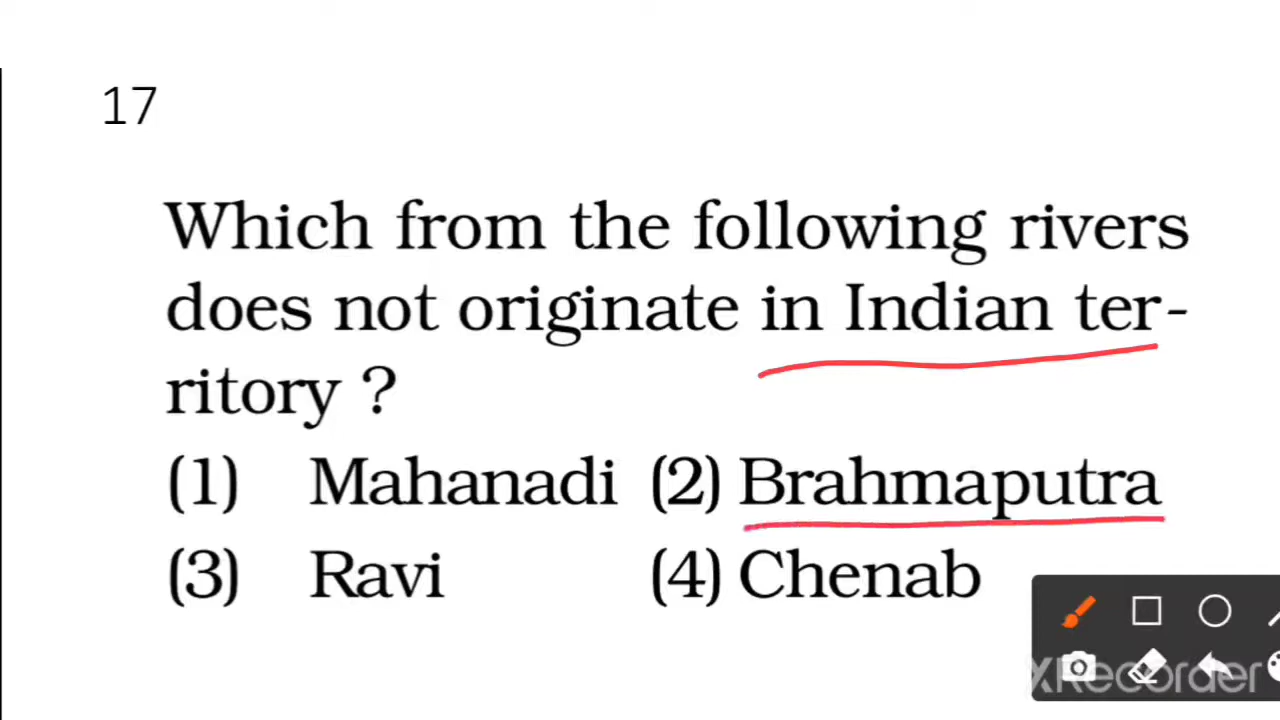 17
Which from the following rivers
does not originate in Indian ter-
ritory ?
(1) Mahanadi (2) Brahmaputra
(3) Ravi (4) Chenab
XRecorder